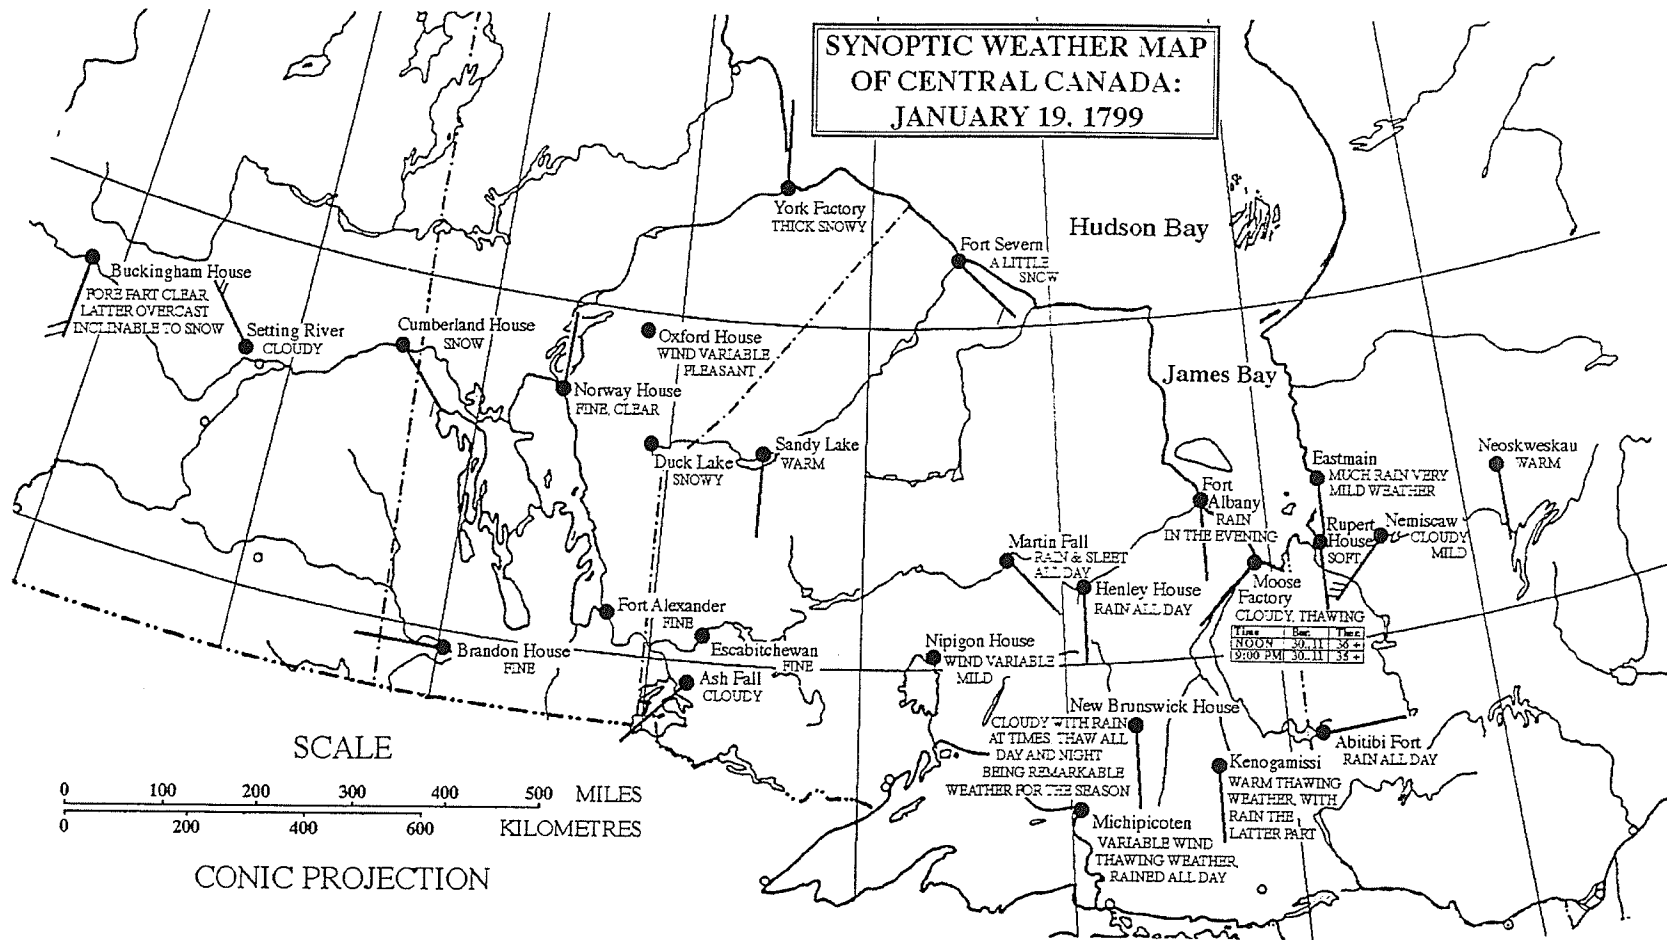 SYNOPTIC WEATHER MAP
OF CENTRAL CANADA:
JANUARY 19, 1799
York Factory
THICK SNOWY
Hudson Bay
Fort Severn
A LITTLE
SNOW
Buckingham House
FORE PART CLEAR
LATTER OVERCAST
INCLINABLE TO SNOW
Setting River
CLOUDY
Cumberland House
SNOW
Oxford House
WIND VARIABLE
PLEASANT
Norway House
FINE, CLEAR
James Bay
Duck Lake
SNOWY
Sandy Lake
WARM
Neoskweskau
WARM
Eastmain
MUCH RAIN VERY
MILD WEATHER
Fort
Albany
RAIN
IN THE EVENING
Rupert
House
SOFT
Nemiscaw
CLOUDY
MILD
Martin Fall
RAIN & SLEET
ALL DAY
Henley House
RAIN ALL DAY
Moose
Factory
CLOUDY, THAWING
Time Bar. Ther.
NOON 30..11 36 +
9:00 PM 30..11 35 +
Fort Alexander
FINE
Escabitchewan
FINE
Brandon House
FINE
Ash Fall
CLOUDY
Nipigon House
WIND VARIABLE
MILD
New Brunswick House
CLOUDY WITH RAIN
AT TIMES, THAW ALL
DAY AND NIGHT
BEING REMARKABLE
WEATHER FOR THE SEASON
Abitibi Fort
RAIN ALL DAY
Kenogamissi
WARM THAWING
WEATHER, WITH
RAIN THE
LATTER PART
Michipicoten
VARIABLE WIND
THAWING WEATHER,
RAINED ALL DAY
SCALE
0 100 200 300 400 500 MILES
0 200 400 600 KILOMETRES
CONIC PROJECTION